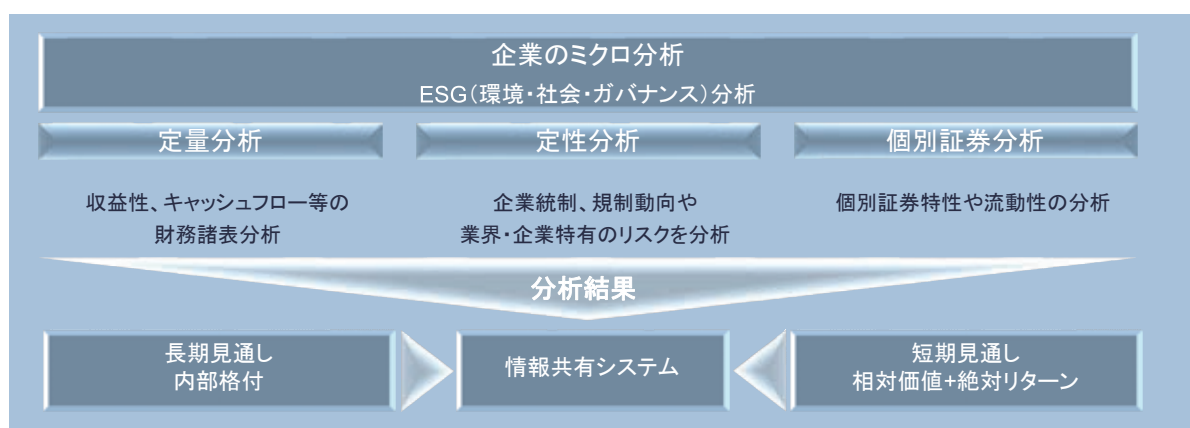 企業のミクロ分析
ESG(環境・社会・ガバナンス)分析
定量分析
定性分析
個別証券分析
収益性、キャッシュフロー等の
財務諸表分析
企業統制、規制動向や
業界・企業特有のリスクを分析
個別証券特性や流動性の分析
分析結果
長期見通し
内部格付
情報共有システム
短期見通し
相対価値+絶対リターン